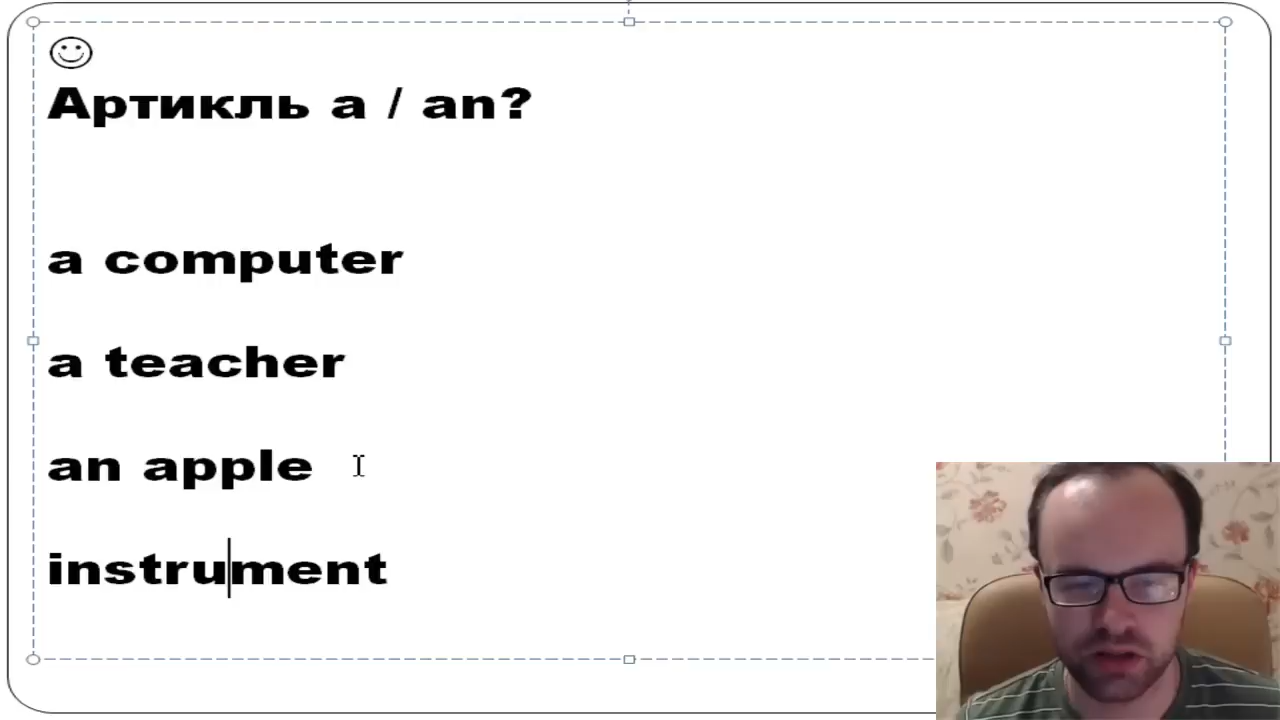 Артикль a / an?
a computer
a teacher
an apple
instrument